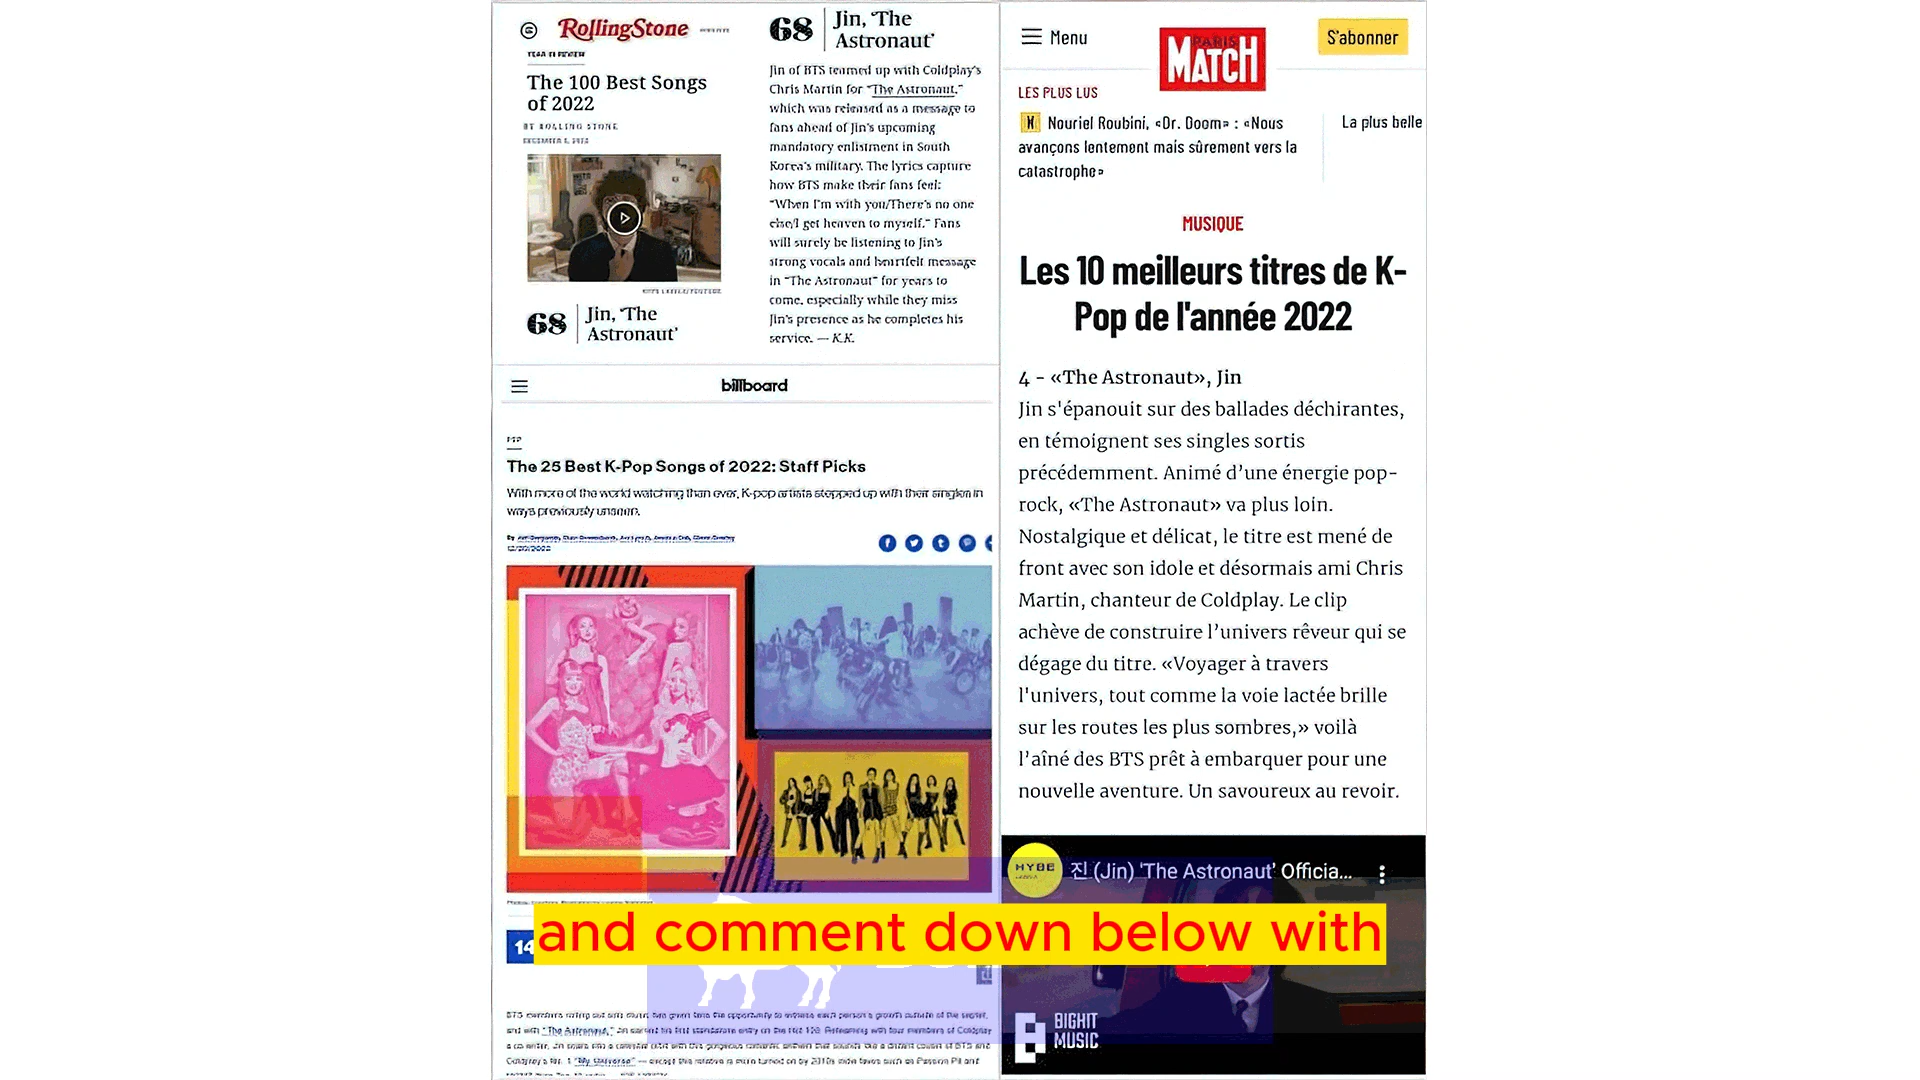 RollingStone
YEAR IN REVIEW
The 100 Best Songs
of 2022
BY ROLLING STONE
DECEMBER 5, 2022
68
Jin, 'The
Astronaut'
68
Jin, 'The
Astronaut'
Jin of BTS teamed up with Coldplay's
Chris Martin for "The Astronaut,"
which was released as a message to
fans ahead of Jin's upcoming
mandatory enlistment in South
Korea's military. The lyrics capture
how BTS make their fans feel:
"When I'm with you/There's no one
else/I get heaven to myself." Fans
will surely be listening to Jin's
strong vocals and heartfelt message
in "The Astronaut" for years to
come, especially while they miss
Jin's presence as he completes his
service. — K.K.
billboard
The 25 Best K-Pop Songs of 2022: Staff Picks
With more of the world watching than ever, K-pop artists stepped up with their singles in
ways previously unseen.
By
14
BTS members
and with "The Astronaut,"
"My Universe"
Menu
PARIS
MATCH
S'abonner
LES PLUS LUS
Nouriel Roubini, «Dr. Doom» : «Nous
avançons lentement mais sûrement vers la
catastrophe»
La plus belle
MUSIQUE
Les 10 meilleurs titres de K-
Pop de l'année 2022
4 - «The Astronaut», Jin
Jin s'épanouit sur des ballades déchirantes,
en témoignent ses singles sortis
précédemment. Animé d'une énergie pop-
rock, «The Astronaut» va plus loin.
Nostalgique et délicat, le titre est mené de
front avec son idole et désormais ami Chris
Martin, chanteur de Coldplay. Le clip
achève de construire l'univers rêveur qui se
dégage du titre. «Voyager à travers
l'univers, tout comme la voie lactée brille
sur les routes les plus sombres,» voilà
l'aîné des BTS prêt à embarquer pour une
nouvelle aventure. Un savoureux au revoir.
HYBE
진 (Jin) 'The Astronaut' Officia...
and comment down below with
BIGHIT
MUSIC